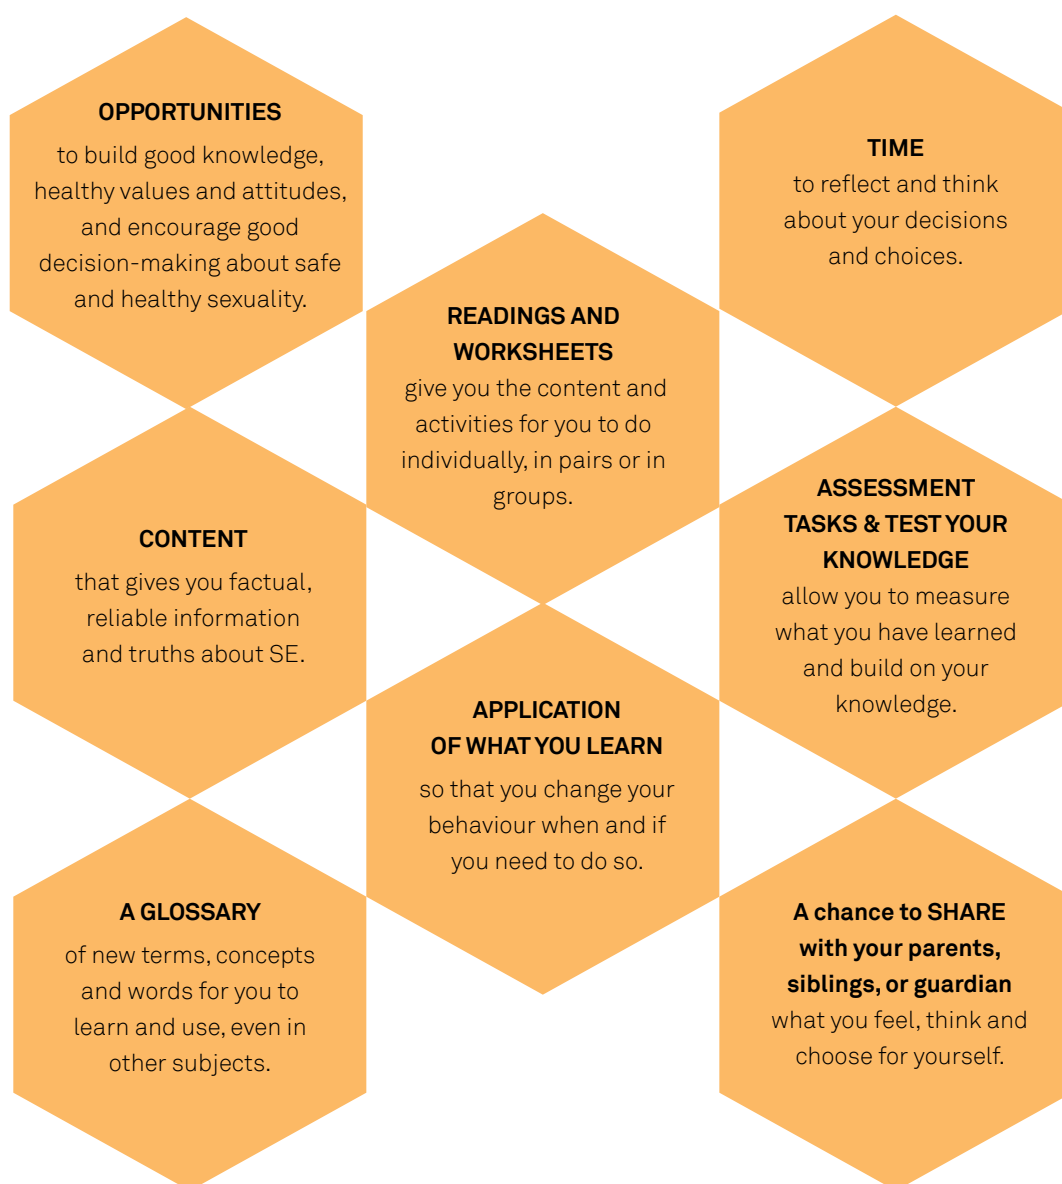 OPPORTUNITIES
to build good knowledge,
healthy values and attitudes,
and encourage good
decision-making about safe
and healthy sexuality.
TIME
to reflect and think
about your decisions
and choices.
READINGS AND
WORKSHEETS
give you the content and
activities for you to do
individually, in pairs or in
groups.
CONTENT
that gives you factual,
reliable information
and truths about SE.
ASSESSMENT
TASKS & TEST YOUR
KNOWLEDGE
allow you to measure
what you have learned
and build on your
knowledge.
APPLICATION
OF WHAT YOU LEARN
so that you change your
behaviour when and if
you need to do so.
A GLOSSARY
of new terms, concepts
and words for you to
learn and use, even in
other subjects.
A chance to SHARE
with your parents,
siblings, or guardian
what you feel, think and
choose for yourself.